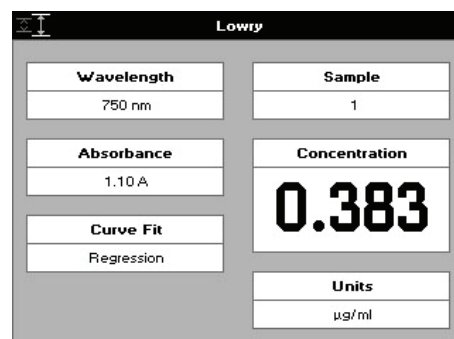 Lowry
Wavelength
750 nm
Absorbance
1.10 A
Curve Fit
Regression
Sample
1
Concentration
0.383
Units
µg/ml